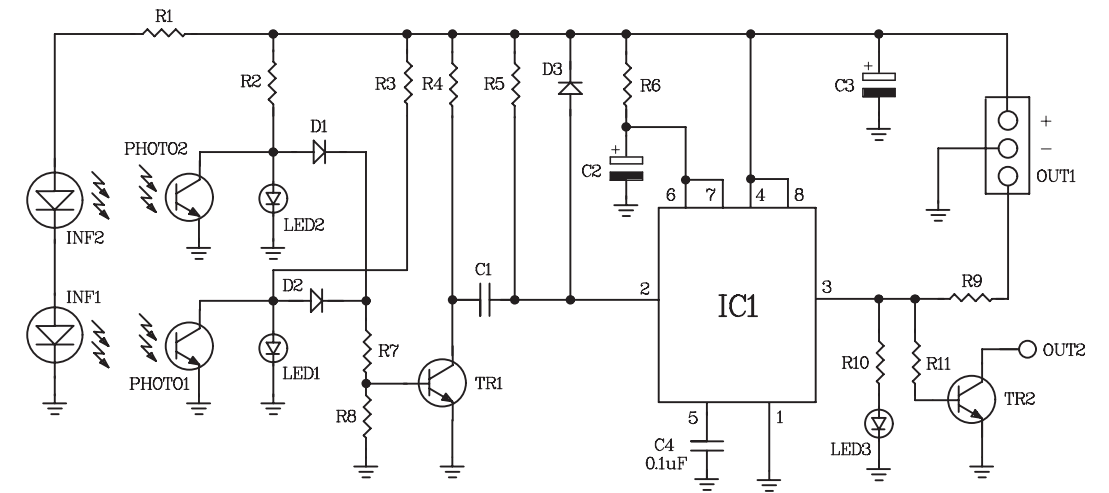 R1
R2
R3
R4
R5
D3
R6
C3
+
D1
PHOTO2
+
+
−
C2
OUT1
6
7
4
8
LED2
INF2
INF1
D2
C1
2
3
R9
IC1
R7
R10
R11
OUT2
LED1
PHOTO1
TR1
TR2
R8
5
1
C4
0.1uF
LED3